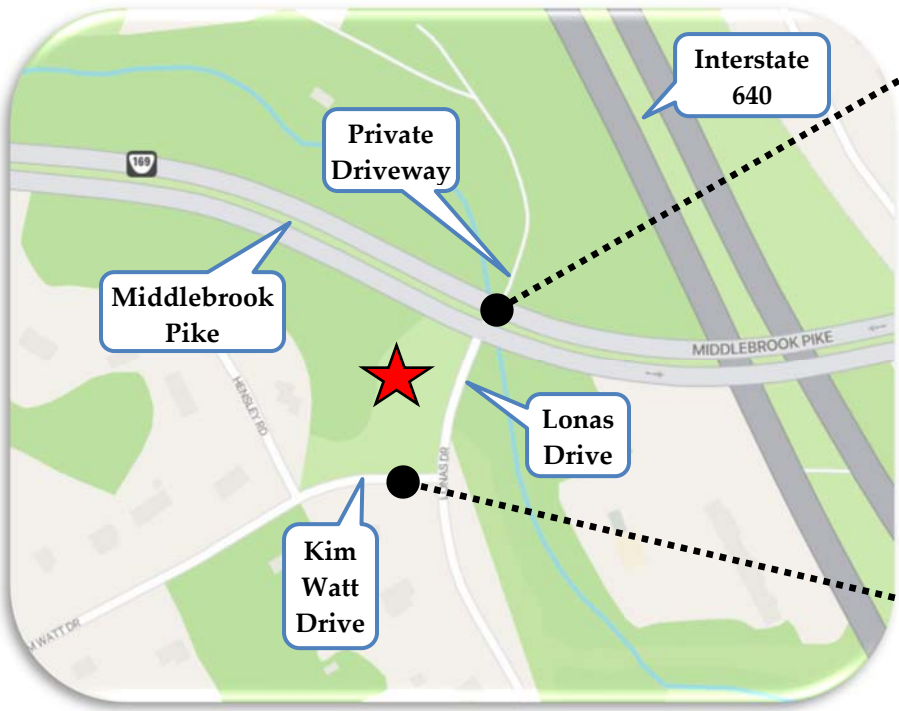 Interstate
640
Private
Driveway
169
Middlebrook
Pike
MIDDLEBROOK PIKE
HENSLEY RD
Lonas
Drive
LONAS DR
Kim
Watt
Drive
M WATT DR